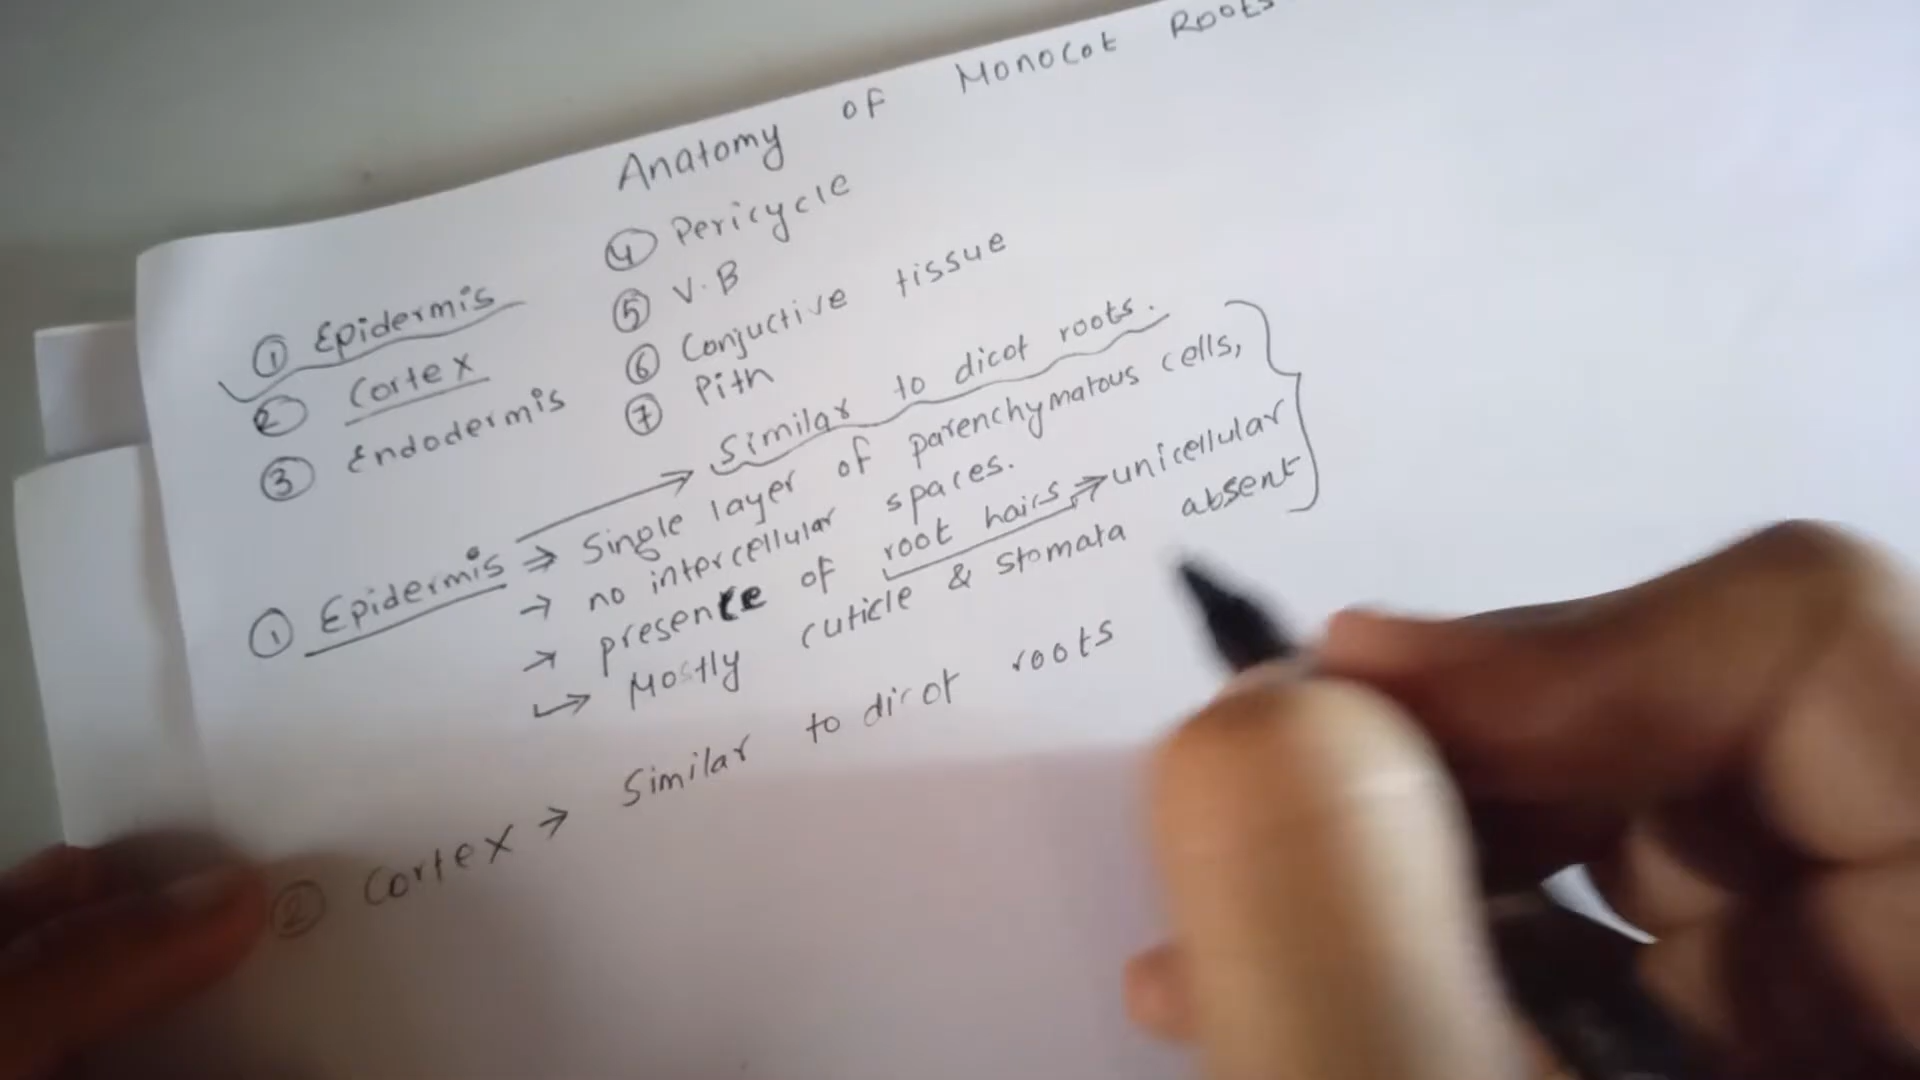 Anatomy of Monocot Roots
① Epidermis
② Cortex
③ Endodermis
④ Pericycle
⑤ V.B
⑥ Conjuctive tissue
⑦ Pith
① Epidermis → Similar to dicot roots.
⇒ Single layer of parenchymatous cells,
→ no intercellular spaces.
→ presence of root hairs → unicellular
↳ Mostly cuticle & stomata absent
② Cortex → Similar to dicot roots